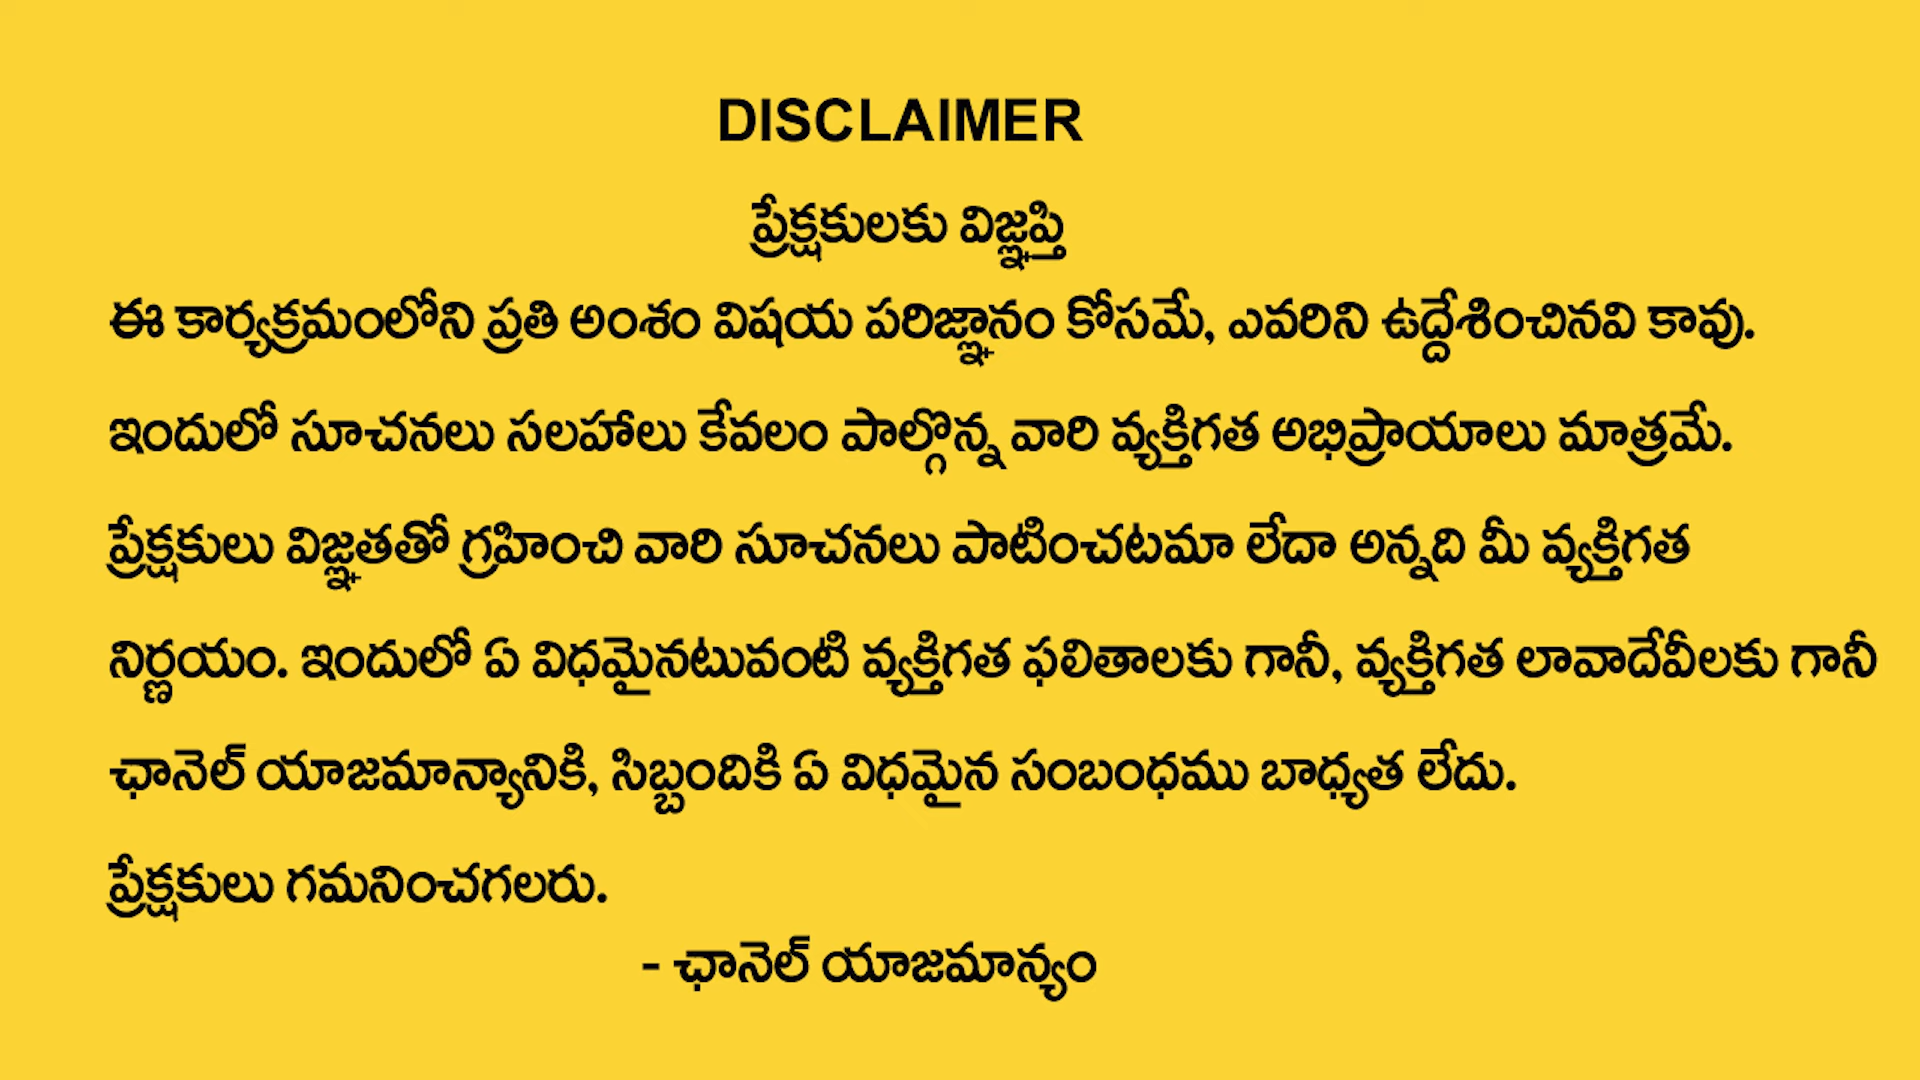 DISCLAIMER
ప్రేక్షకులకు విజ్ఞప్తి
ఈ కార్యక్రమంలోని ప్రతి అంశం విషయ పరిజ్ఞానం కోసమే, ఎవరిని ఉద్దేశించినవి కావు.
ఇందులో సూచనలు సలహాలు కేవలం పాల్గొన్న వారి వ్యక్తిగత అభిప్రాయాలు మాత్రమే.
ప్రేక్షకులు విజ్ఞతతో గ్రహించి వారి సూచనలు పాటించటమా లేదా అన్నది మీ వ్యక్తిగత
నిర్ణయం. ఇందులో ఏ విధమైనటువంటి వ్యక్తిగత ఫలితాలకు గానీ, వ్యక్తిగత లావాదేవీలకు గానీ
ఛానెల్ యాజమాన్యానికి, సిబ్బందికి ఏ విధమైన సంబంధము బాధ్యత లేదు.
ప్రేక్షకులు గమనించగలరు.
- ఛానెల్ యాజమాన్యం